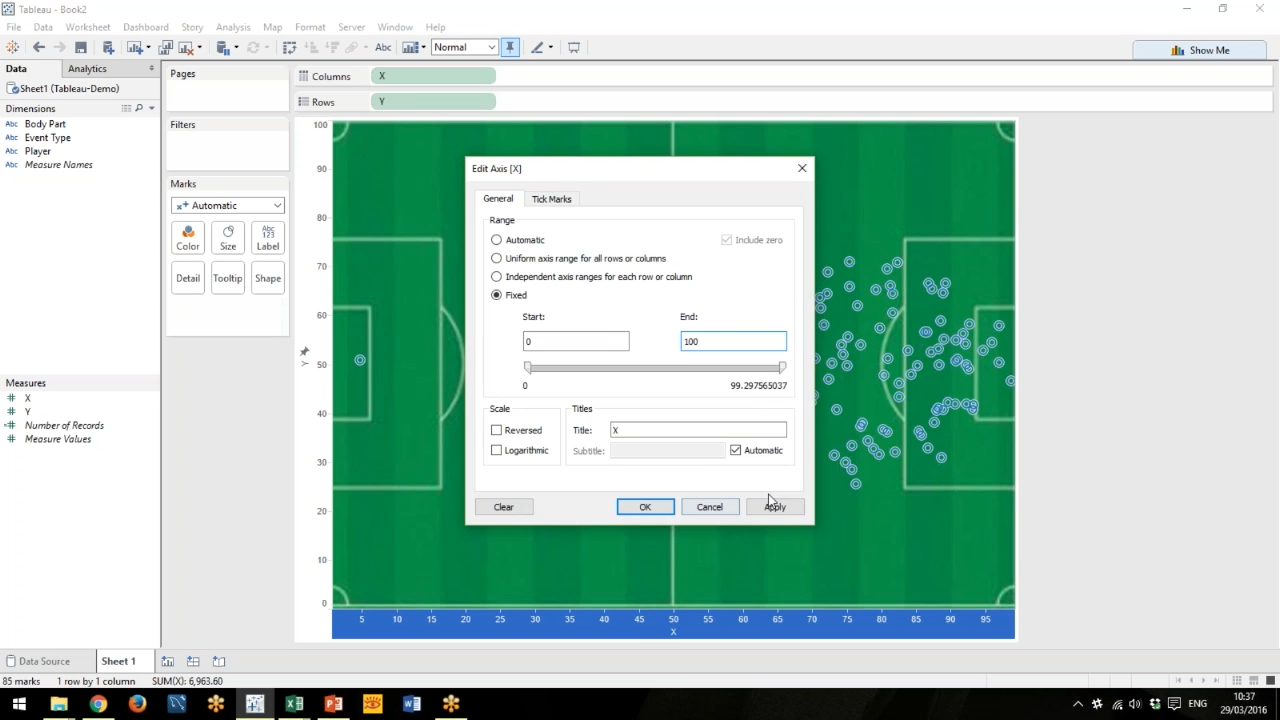 Tableau - Book2
File Data Worksheet Dashboard Story Analysis Map Format Server Window Help
Abc Normal Show Me
Data Analytics Pages Columns X
Sheet1 (Tableau-Demo)
Rows Y
Dimensions
Abc Body Part
Abc Event Type
Abc Player
Abc Measure Names
Filters
Marks
Automatic
Color Size Abc 123 Label
Detail Tooltip Shape
Measures
X
Y
Number of Records
Measure Values
100
90
80
70
60
50
40
30
20
10
0
Y
5 10 15 20 25 30 35 40 45 50 55 60 65 70 75 80 85 90 95
X
Edit Axis [X]
General Tick Marks
Range
Automatic Include zero
Uniform axis range for all rows or columns
Independent axis ranges for each row or column
Fixed
Start: End:
0 100
0 99.297565037
Scale Titles
Reversed Title: X
Logarithmic Subtitle: Automatic
Clear OK Cancel Apply
Data Source Sheet 1
85 marks 1 row by 1 column SUM(X): 6,963.60
ENG 10:37
29/03/2016